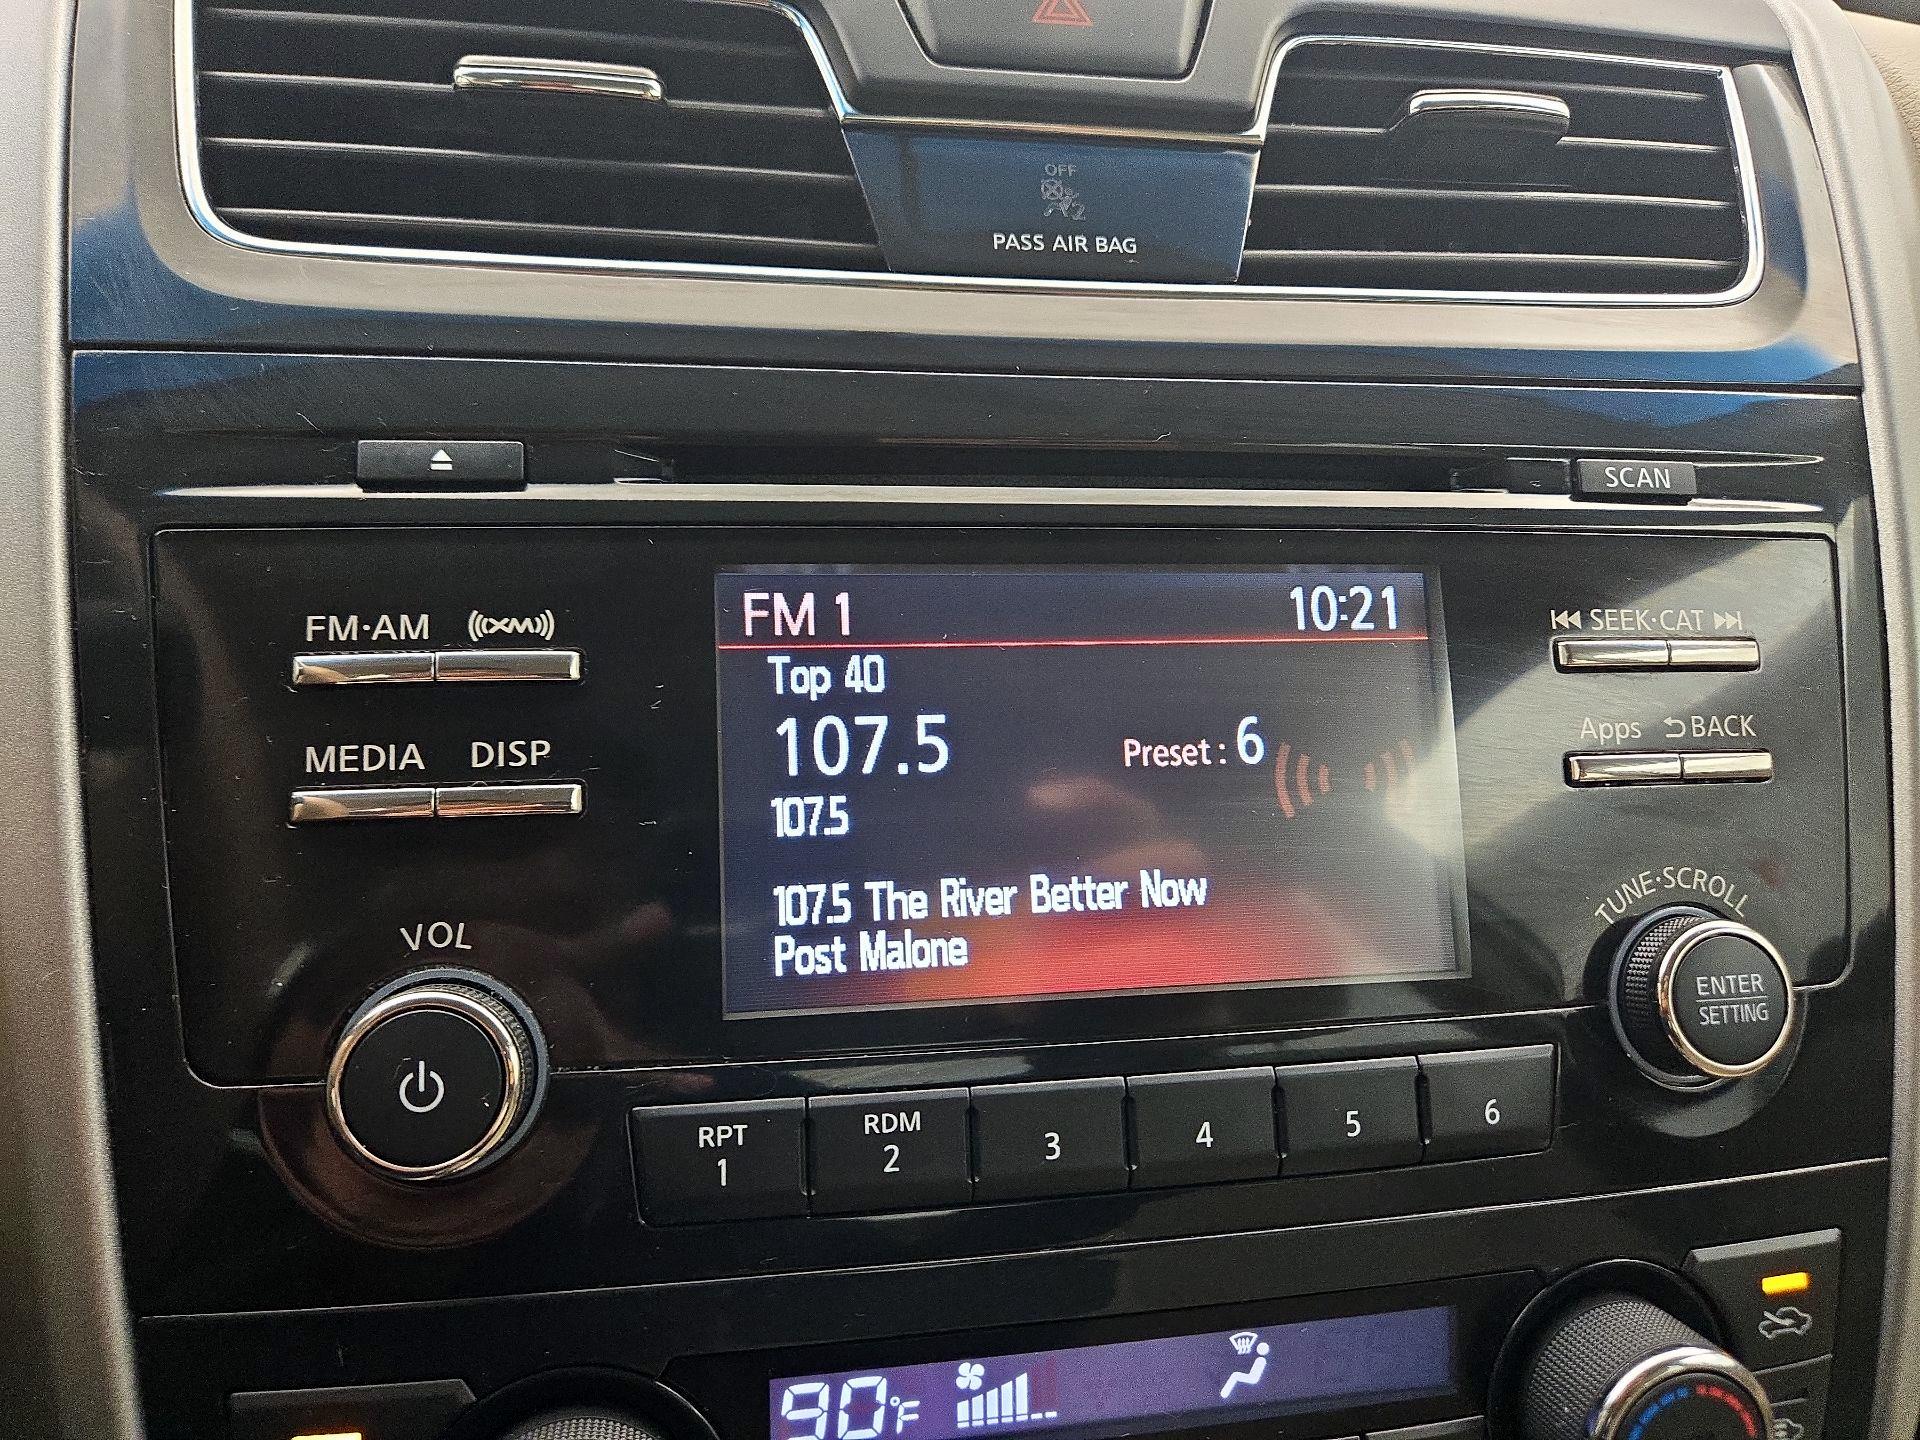 OFF
2
PASS AIR BAG
SCAN
FM·AM
((XM))
SEEK·CAT
MEDIA
DISP
Apps
BACK
FM 1
10:21
Top 40
107.5
Preset : 6
107.5
107.5 The River Better Now
Post Malone
VOL
TUNE·SCROLL
ENTER
SETTING
RPT
1
RDM
2
3
4
5
6
90°F